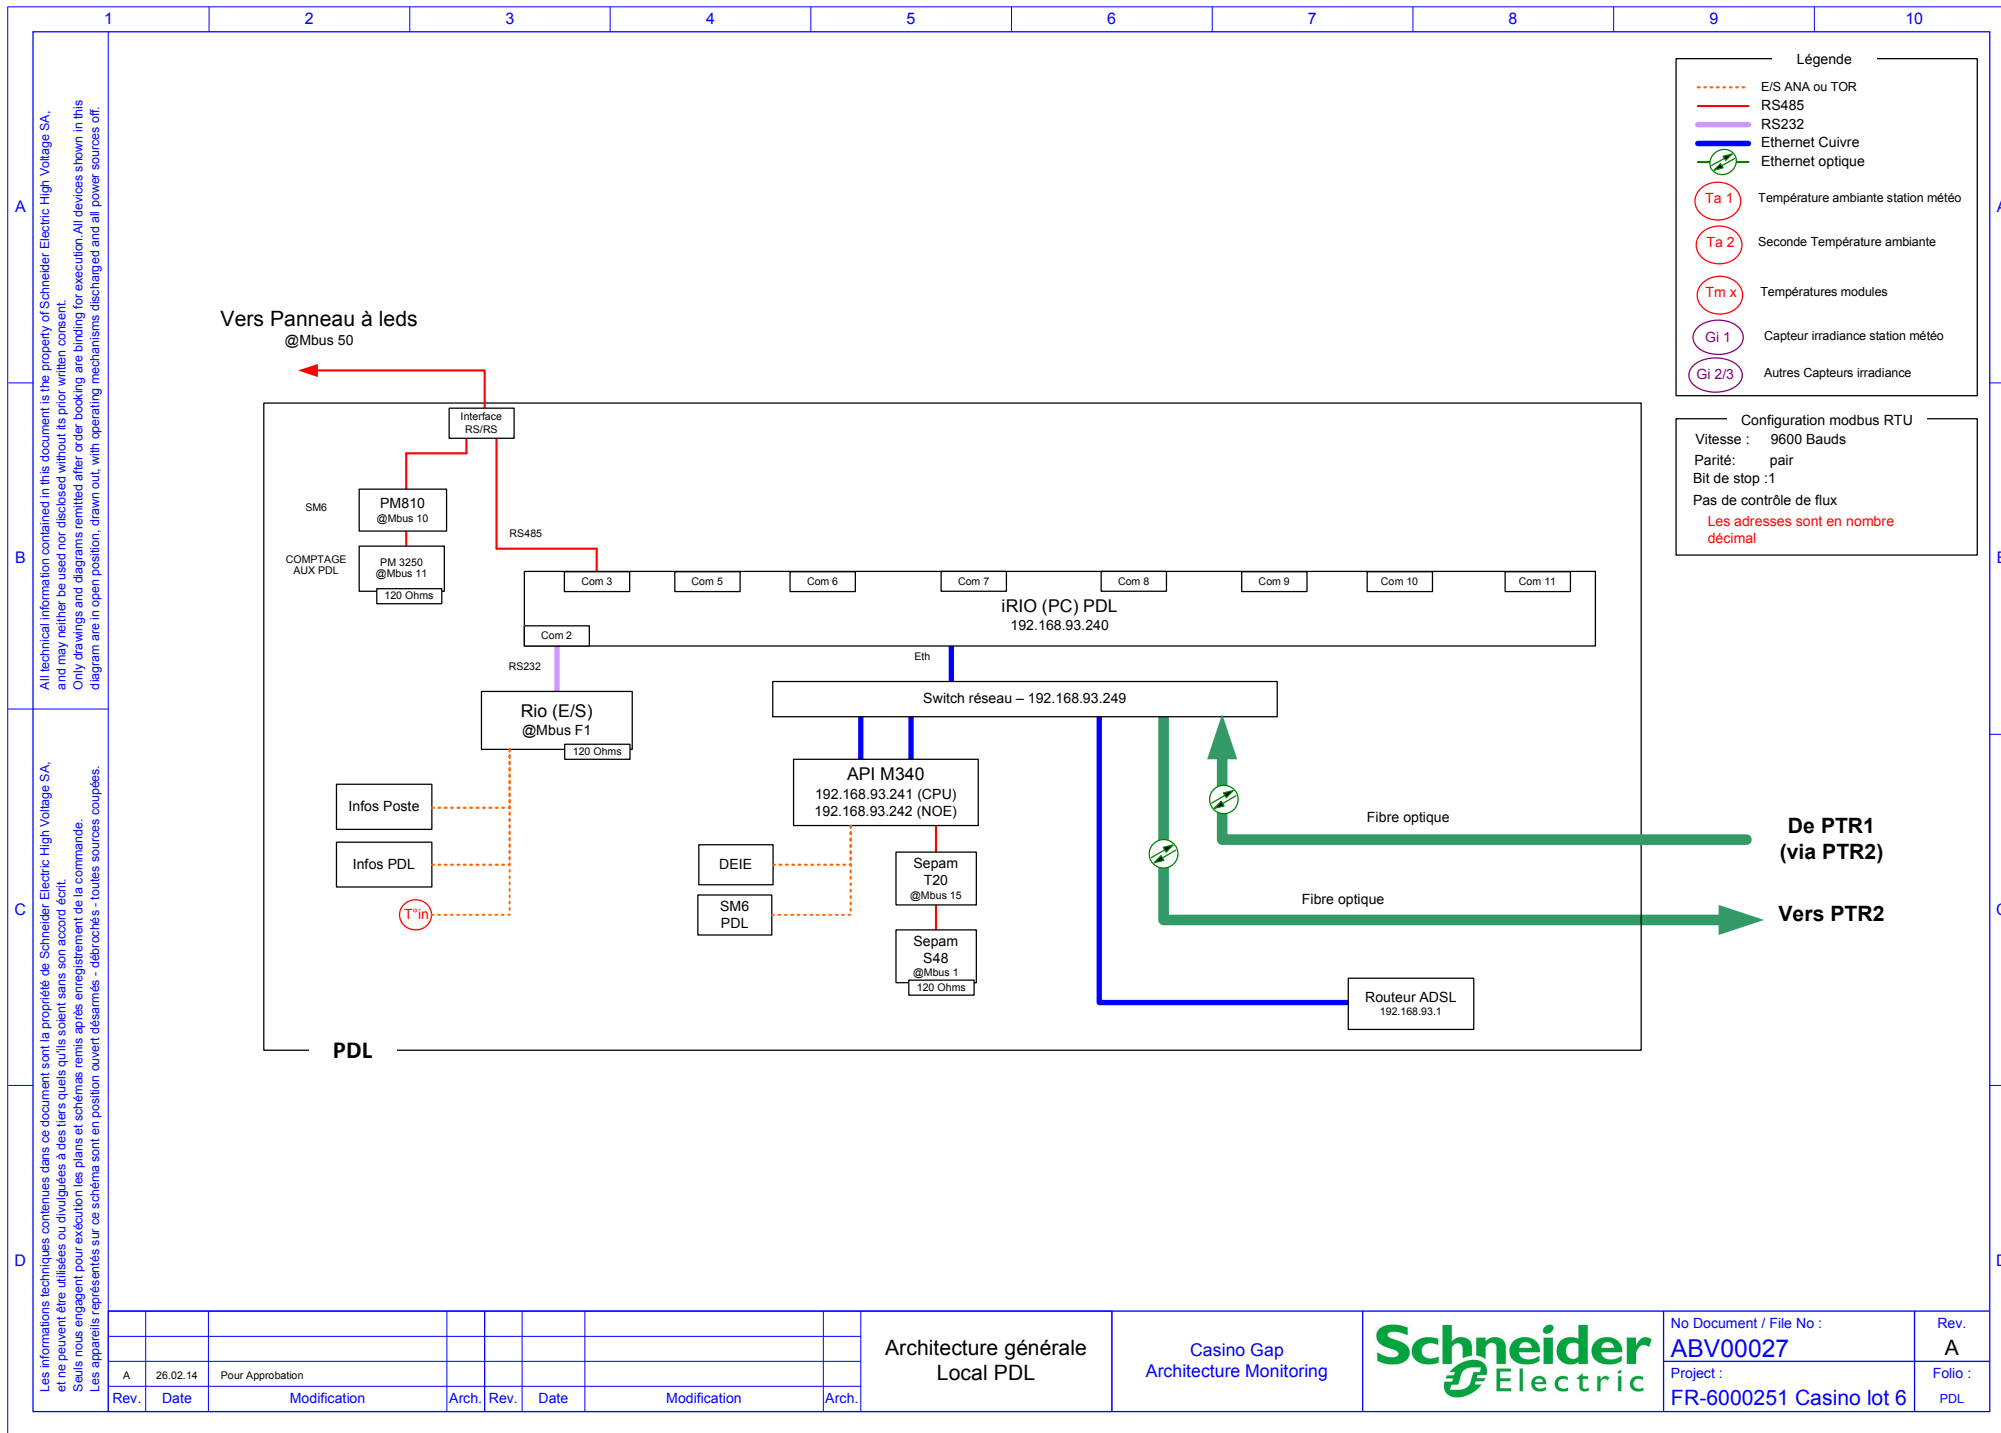 1 2 3 4 5 6 7 8 9 10
A
B
C
D
All technical information contained in this document is the property of Schneider Electric High Voltage SA,
and may neither be used nor disclosed without its prior written consent.
Only drawings and diagrams remitted after order booking are binding for execution.All devices shown in this
diagram are in open position, drawn out, with operating mechanisms discharged and all power sources off.
Les informations techniques contenues dans ce document sont la propriété de Schneider Electric High Voltage SA,
et ne peuvent être utilisées ou divulguées à des tiers quels qu'ils soient sans son accord écrit.
Seuls nous engagent pour exécution les plans et schémas remis après enregistrement de la commande.
Les appareils représentés sur ce schéma sont en position ouvert désarmés - débrochés - toutes sources coupées.
Légende
E/S ANA ou TOR
RS485
RS232
Ethernet Cuivre
Ethernet optique
Ta 1 Température ambiante station météo
Ta 2 Seconde Température ambiante
Tm x Températures modules
Gi 1 Capteur irradiance station météo
Gi 2/3 Autres Capteurs irradiance
Configuration modbus RTU
Vitesse : 9600 Bauds
Parité: pair
Bit de stop :1
Pas de contrôle de flux
Les adresses sont en nombre
décimal
Vers Panneau à leds
@Mbus 50
Interface
RS/RS
SM6
PM810
@Mbus 10
COMPTAGE
AUX PDL
PM 3250
@Mbus 11
120 Ohms
RS485
Com 3 Com 5 Com 6 Com 7 Com 8 Com 9 Com 10 Com 11
iRIO (PC) PDL
192.168.93.240
Com 2
RS232
Eth
Switch réseau – 192.168.93.249
Rio (E/S)
@Mbus F1
120 Ohms
Infos Poste
Infos PDL
T°in
API M340
192.168.93.241 (CPU)
192.168.93.242 (NOE)
DEIE
SM6
PDL
Sepam
T20
@Mbus 15
Sepam
S48
@Mbus 1
120 Ohms
Fibre optique
De PTR1
(via PTR2)
Fibre optique
Vers PTR2
Routeur ADSL
192.168.93.1
PDL
A 26.02.14 Pour Approbation
Rev. Date Modification Arch. Rev. Date Modification Arch.
Architecture générale
Local PDL
Casino Gap
Architecture Monitoring
Schneider
Electric
No Document / File No :
ABV00027
Rev.
A
Project :
FR-6000251 Casino lot 6
Folio :
PDL